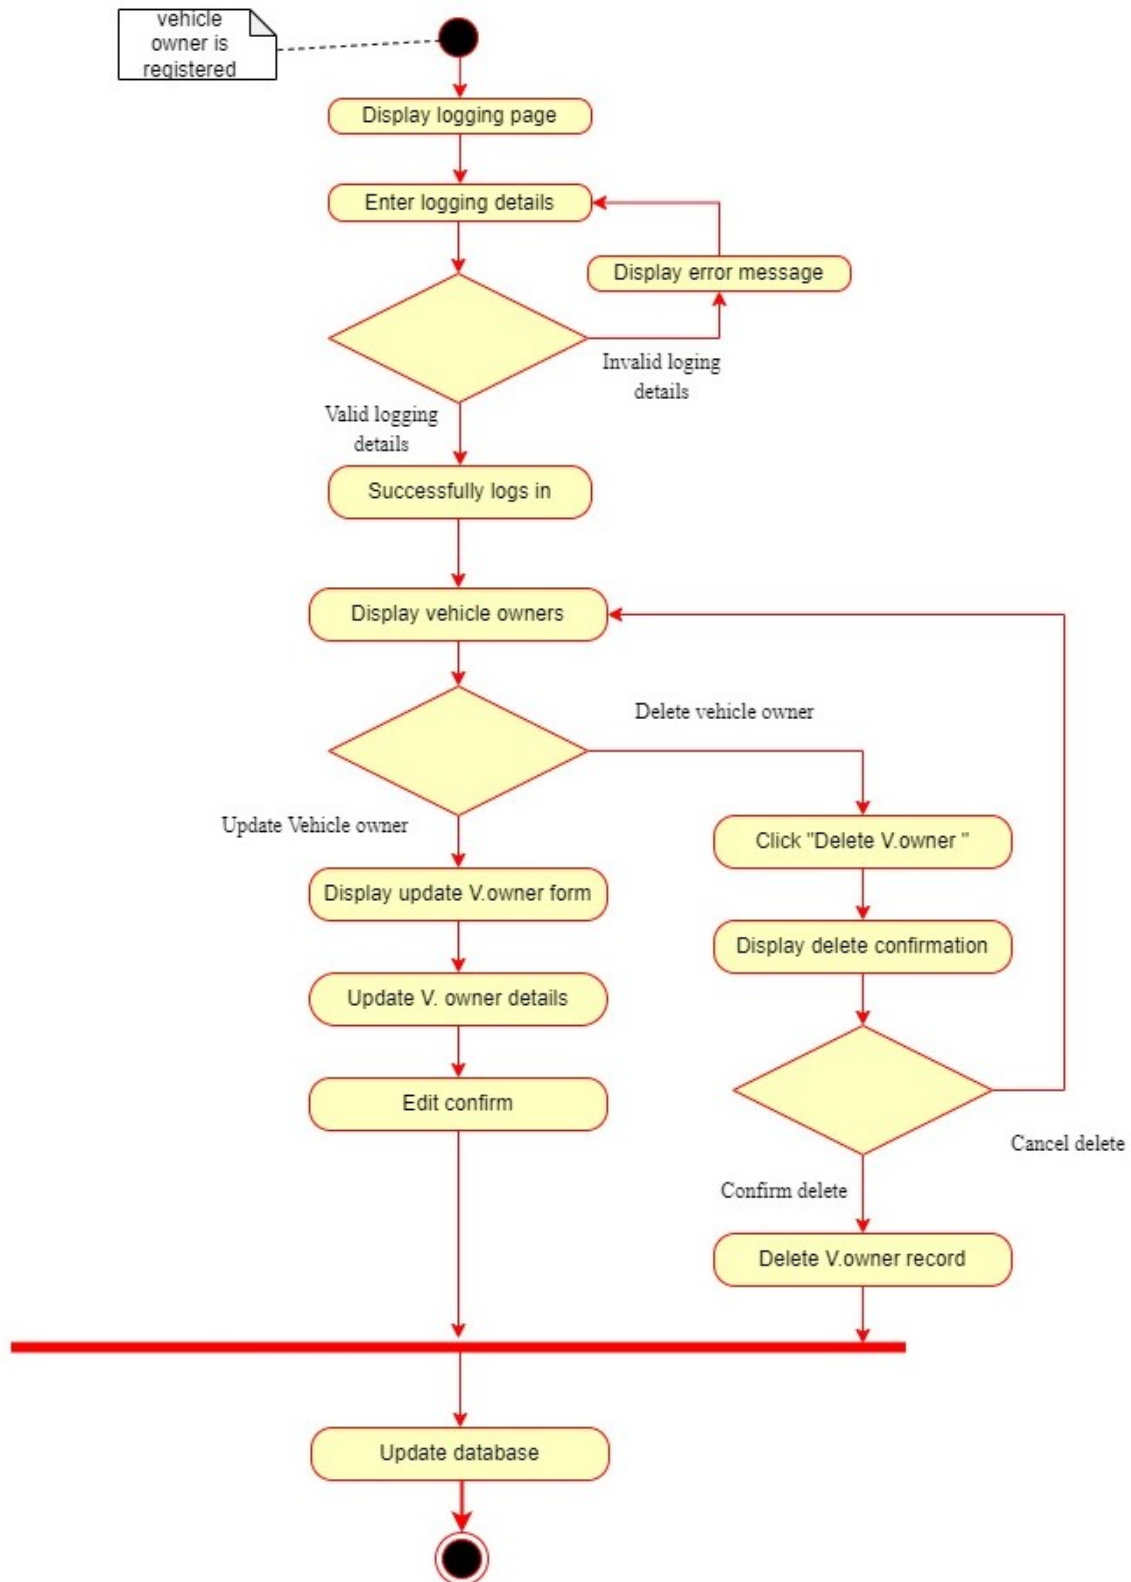 vehicle
owner is
registered
Display logging page
Enter logging details
Display error message
Invalid loging
details
Valid logging
details
Successfully logs in
Display vehicle owners
Delete vehicle owner
Update Vehicle owner
Click "Delete V.owner "
Display update V.owner form
Display delete confirmation
Update V. owner details
Edit confirm
Cancel delete
Confirm delete
Delete V.owner record
Update database